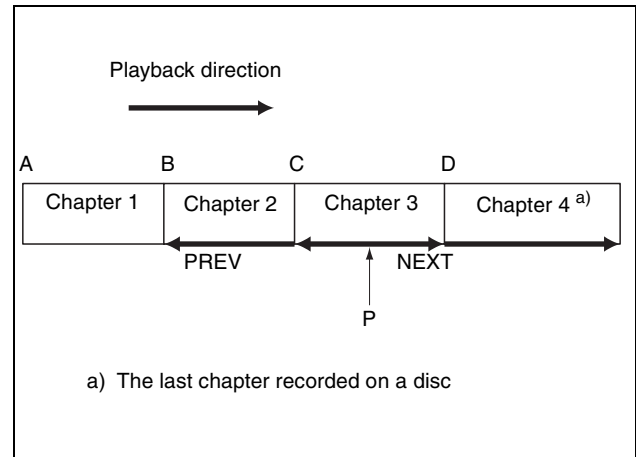 Playback direction
A B C D
Chapter 1 Chapter 2 Chapter 3 Chapter 4 a)
PREV NEXT
P
a) The last chapter recorded on a disc